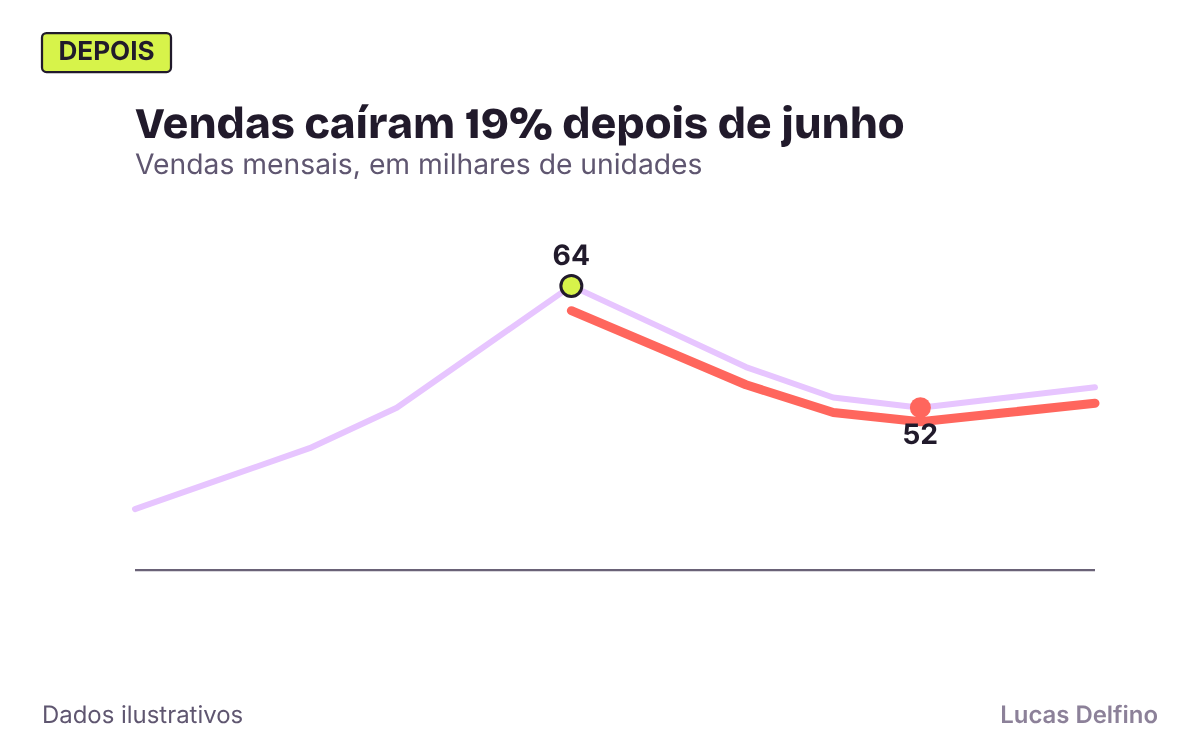 DEPOIS
Vendas caíram 19% depois de junho
Vendas mensais, em milhares de unidades
64
52
Dados ilustrativos
Lucas Delfino